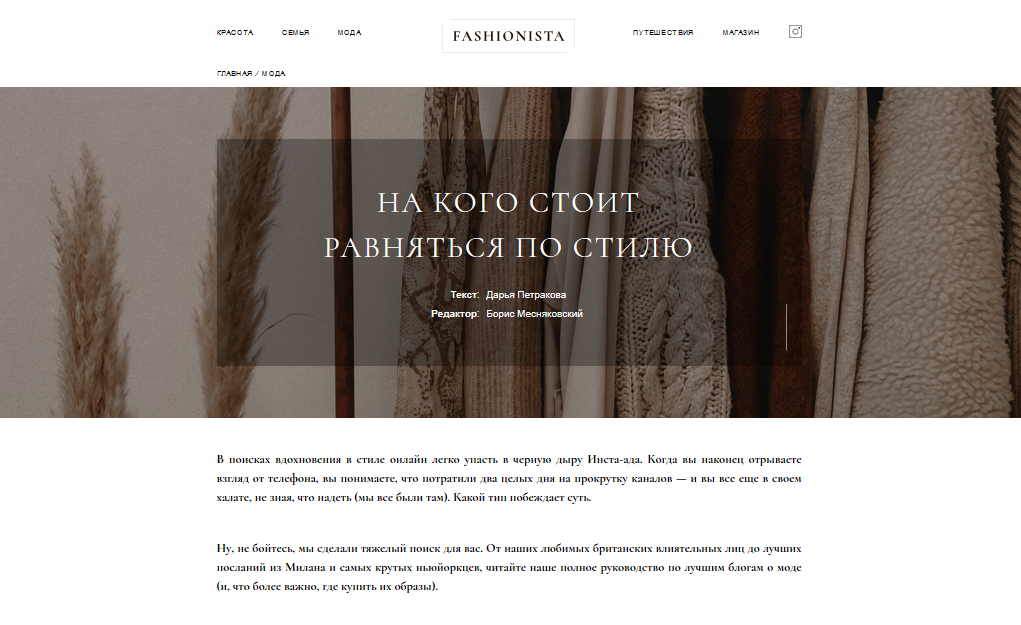 КРАСОТА СЕМЬЯ МОДА FASHIONISTA ПУТЕШЕСТВИЯ МАГАЗИН
ГЛАВНАЯ / МОДА
НА КОГО СТОИТ
РАВНЯТЬСЯ ПО СТИЛЮ
Текст: Дарья Петракова
Редактор: Борис Месняковский
В поисках вдохновения в стиле онлайн легко упасть в черную дыру Инста-ада. Когда вы наконец отрываете
взгляд от телефона, вы понимаете, что потратили два целых дня на прокрутку каналов — и вы все еще в своем
халате, не зная, что надеть (мы все были там). Какой тип побеждает суть.
Ну, не бойтесь, мы сделали тяжелый поиск для вас. От наших любимых британских влиятельных лиц до лучших
посланий из Милана и самых крутых ньюйоркцев, читайте наше полное руководство по лучшим блогам о моде
(и, что более важно, где купить их образы).